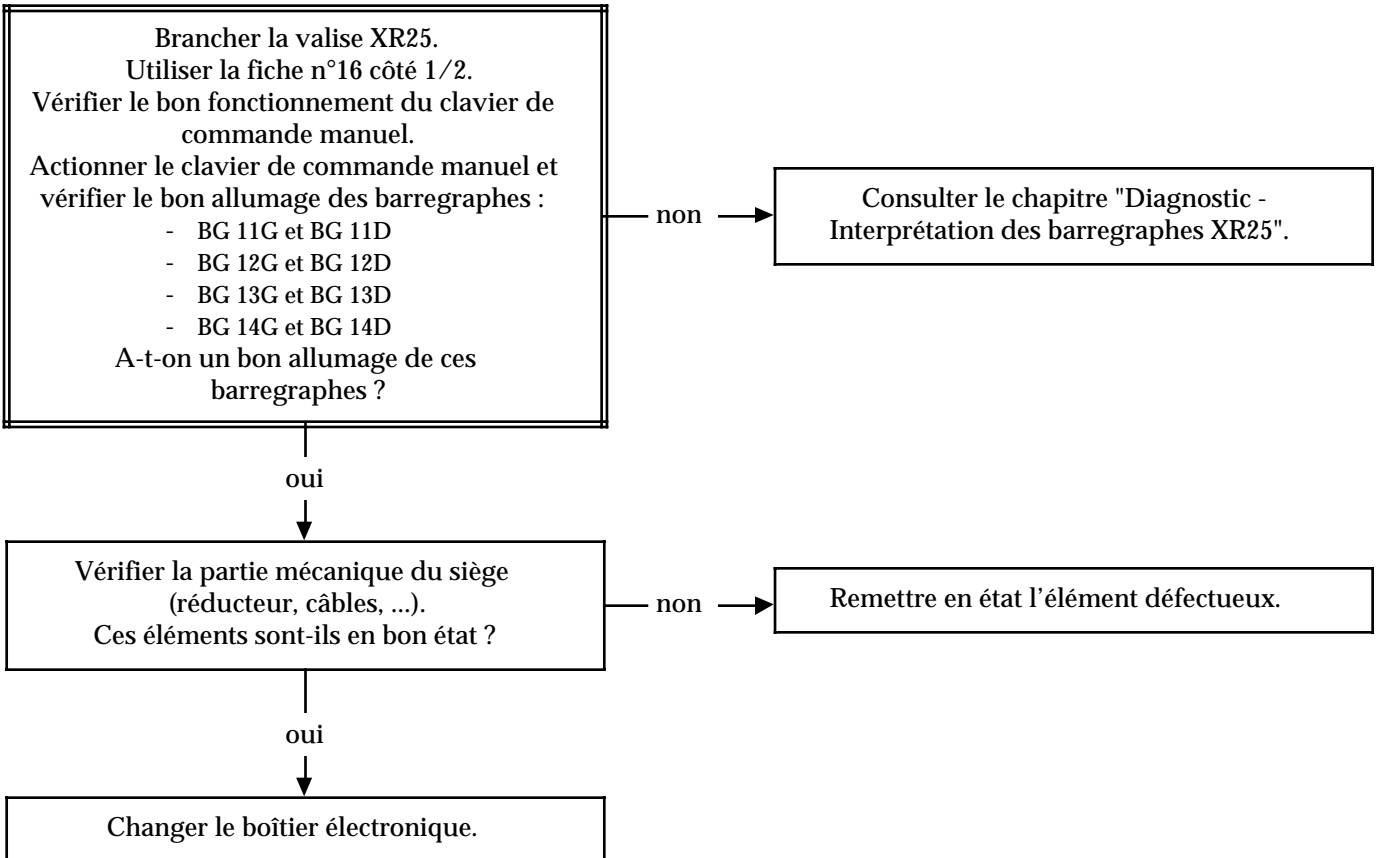 Brancher la valise XR25.
Utiliser la fiche n°16 côté 1/2.
Vérifier le bon fonctionnement du clavier de
commande manuel.
Actionner le clavier de commande manuel et
vérifier le bon allumage des barregraphes :
- BG 11G et BG 11D
- BG 12G et BG 12D
- BG 13G et BG 13D
- BG 14G et BG 14D
A-t-on un bon allumage de ces
barregraphes ?
non
Consulter le chapitre "Diagnostic -
Interprétation des barregraphes XR25".
oui
Vérifier la partie mécanique du siège
(réducteur, câbles, ...).
Ces éléments sont-ils en bon état ?
non
Remettre en état l’élément défectueux.
oui
Changer le boîtier électronique.